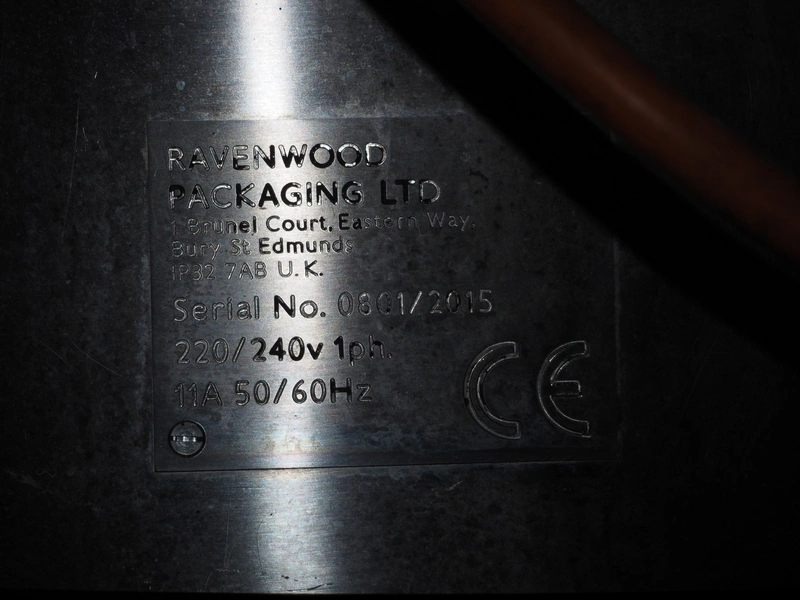 RAVENWOOD
PACKAGING LTD
1 Brunel Court, Eastern Way,
Bury St Edmunds
IP32 7AB U.K.
Serial No. 0801/2015
220/240v 1ph.
11A 50/60Hz
CE